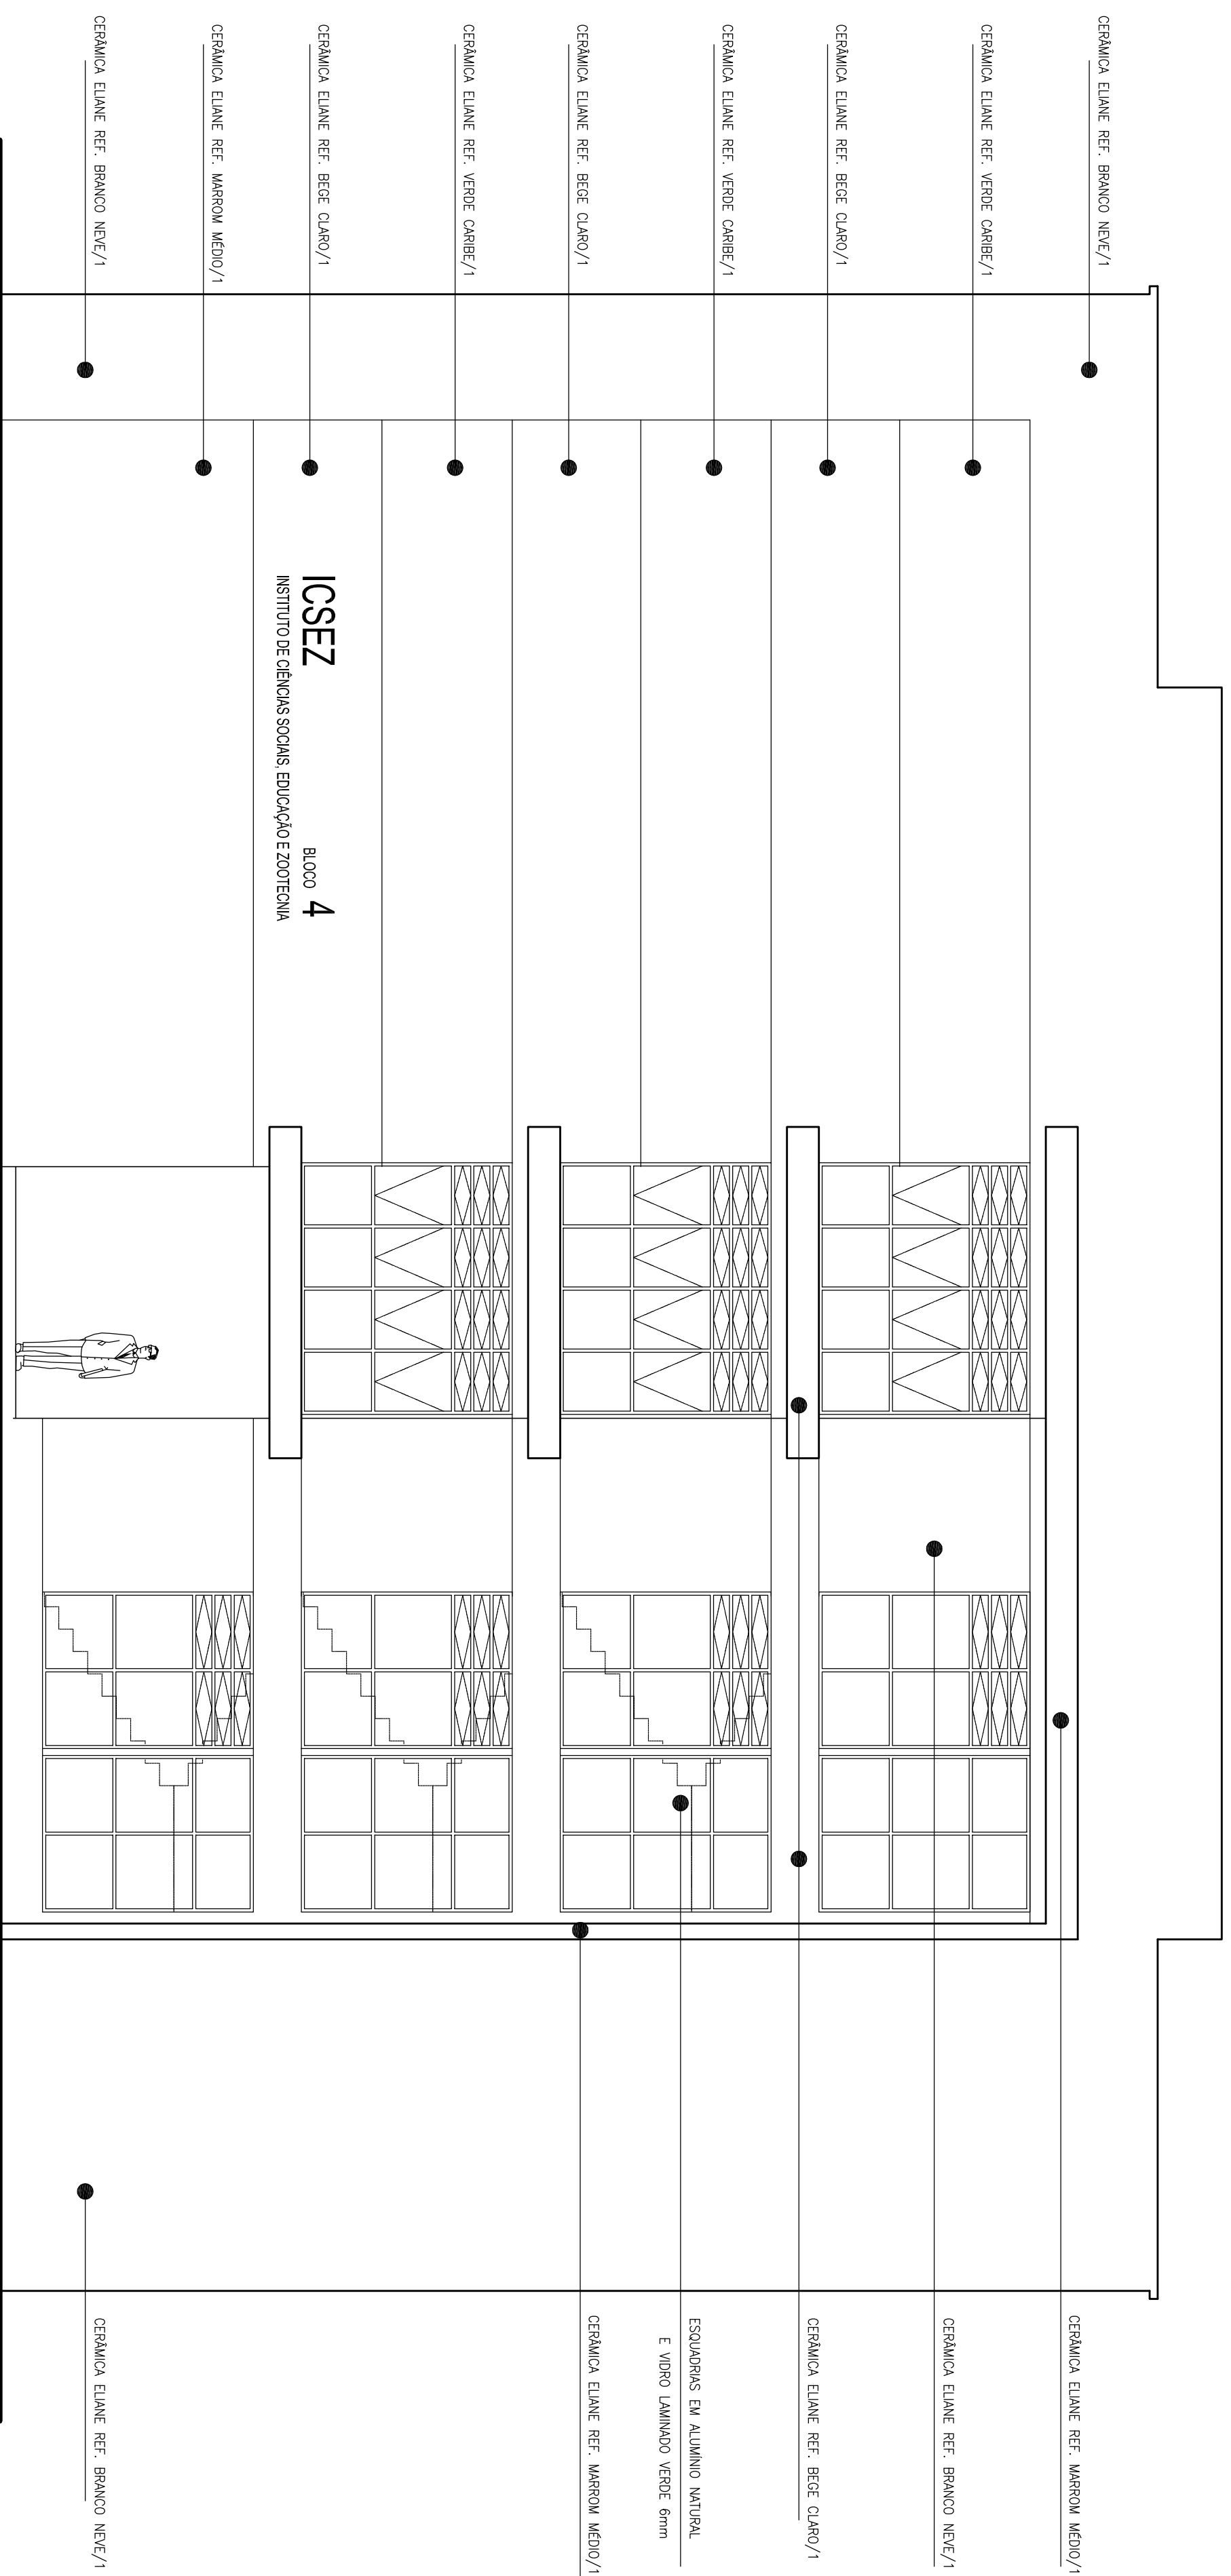 CERÂMICA ELIANE REF. BRANCO NEVE/1
CERÂMICA ELIANE REF. VERDE CARIBE/1
CERÂMICA ELIANE REF. BEGE CLARO/1
CERÂMICA ELIANE REF. VERDE CARIBE/1
CERÂMICA ELIANE REF. BEGE CLARO/1
CERÂMICA ELIANE REF. VERDE CARIBE/1
CERÂMICA ELIANE REF. BEGE CLARO/1
CERÂMICA ELIANE REF. MARROM MÉDIO/1
CERÂMICA ELIANE REF. BRANCO NEVE/1
ICSEZ BLOCO 4
INSTITUTO DE CIÊNCIAS SOCIAIS, EDUCAÇÃO E ZOOTECNIA
CERÂMICA ELIANE REF. MARROM MÉDIO/1
CERÂMICA ELIANE REF. BRANCO NEVE/1
CERÂMICA ELIANE REF. BEGE CLARO/1
ESQUADRIAS EM ALUMÍNIO NATURAL
E VIDRO LAMINADO VERDE 6mm
CERÂMICA ELIANE REF. MARROM MÉDIO/1
CERÂMICA ELIANE REF. BRANCO NEVE/1